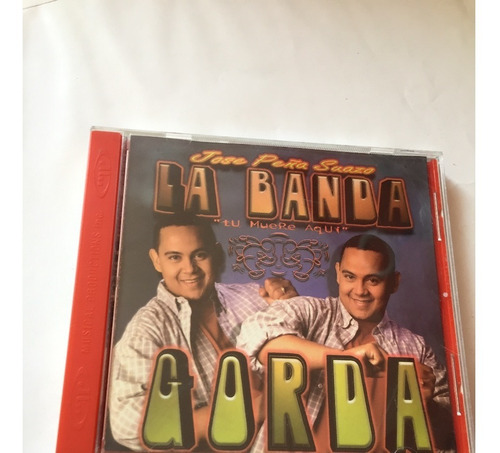 Jose Peña Suazo
LA BANDA
"tU MueRe AquÍ"
GORDA